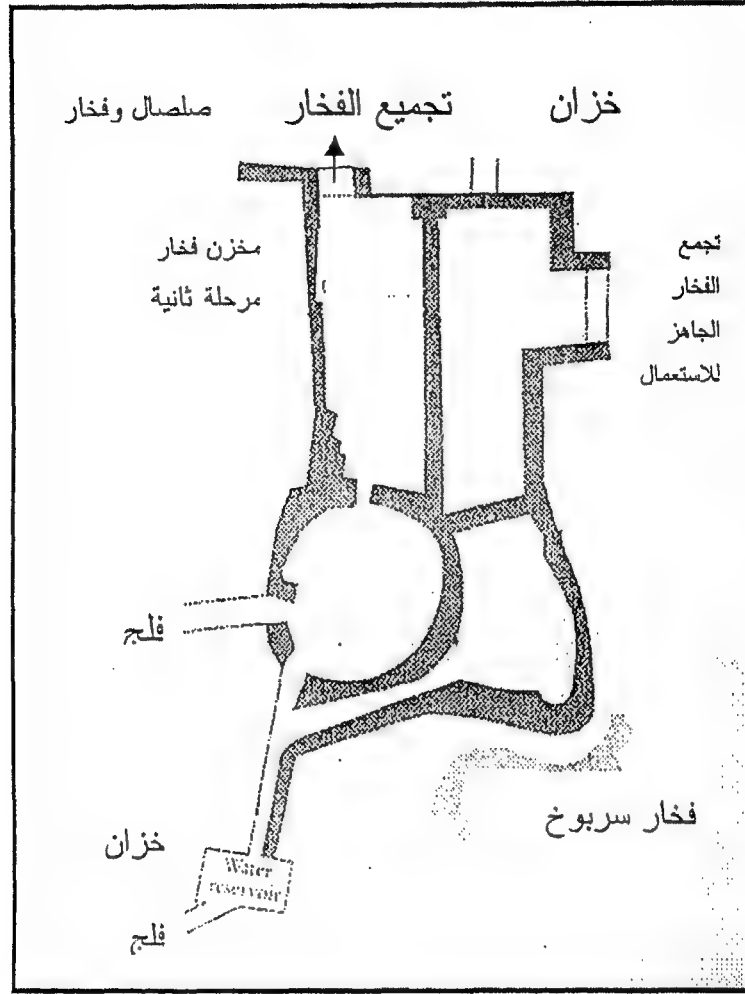 خزان
تجميع الفخار
صلصال وفخار
تجمع
الفخار
الجاهز
للاستعمال
مخزن فخار
مرحلة ثانية
فلج
فخار سربوخ
خزان
Water
reservoir
فلج